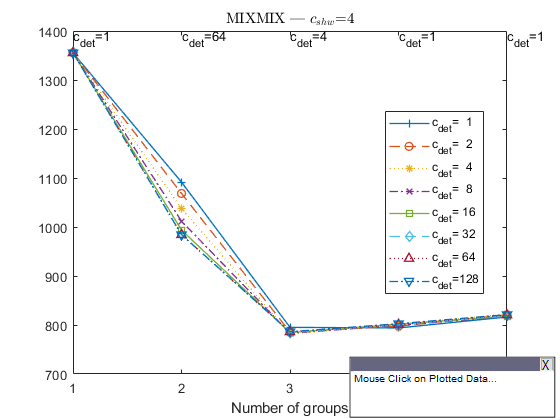 MIXMIX — c_shw=4
c_det=1 c_det=64 c_det=4 c_det=1 c_det=1
1400
1300
1200
1100
1000
900
800
700
c_det= 1
c_det= 2
c_det= 4
c_det= 8
c_det= 16
c_det= 32
c_det= 64
c_det=128
1 2 3
Number of groups
X
Mouse Click on Plotted Data...